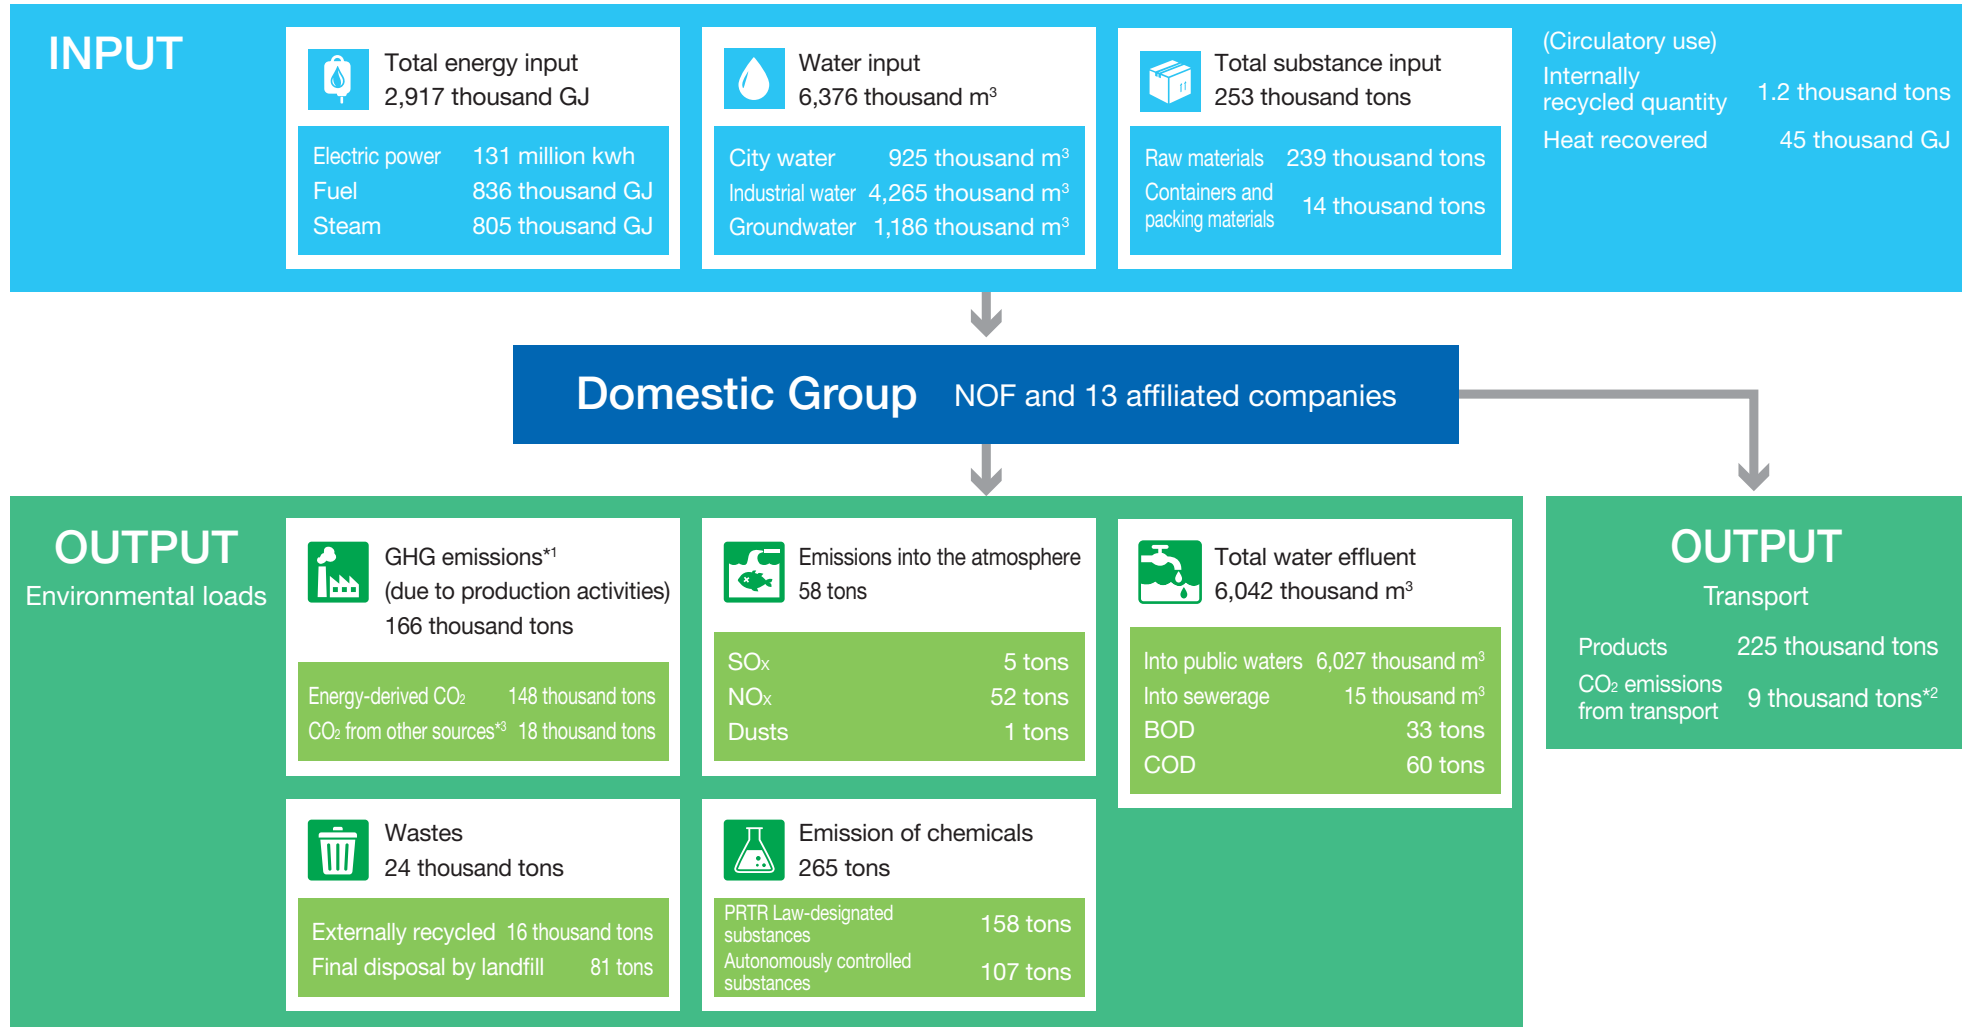 INPUT
Total energy input
2,917 thousand GJ
Electric power 131 million kwh
Fuel 836 thousand GJ
Steam 805 thousand GJ
Water input
6,376 thousand m³
City water 925 thousand m³
Industrial water 4,265 thousand m³
Groundwater 1,186 thousand m³
Total substance input
253 thousand tons
Raw materials 239 thousand tons
Containers and
packing materials 14 thousand tons
(Circulatory use)
Internally
recycled quantity 1.2 thousand tons
Heat recovered 45 thousand GJ
Domestic Group NOF and 13 affiliated companies
OUTPUT
Environmental loads
GHG emissions*1
(due to production activities)
166 thousand tons
Energy-derived CO₂ 148 thousand tons
CO₂ from other sources*3 18 thousand tons
Emissions into the atmosphere
58 tons
SOx 5 tons
NOx 52 tons
Dusts 1 tons
Total water effluent
6,042 thousand m³
Into public waters 6,027 thousand m³
Into sewerage 15 thousand m³
BOD 33 tons
COD 60 tons
Wastes
24 thousand tons
Externally recycled 16 thousand tons
Final disposal by landfill 81 tons
Emission of chemicals
265 tons
PRTR Law-designated
substances 158 tons
Autonomously controlled
substances 107 tons
OUTPUT
Transport
Products 225 thousand tons
CO₂ emissions
from transport 9 thousand tons*2